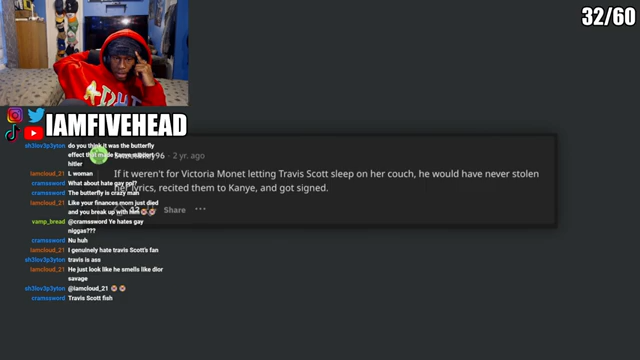 32/60
IAMFIVEHEAD
sh3lov3p3yton do you think it was the butterfly
effect that made
hitler
iamcloud_21 L woman
cramssword What about hate gay ppl?
cramssword The butterfly is crazy man
iamcloud_21 Like your finances mom just died
and you break up with him
vamp_bread @cramssword Ye hates gay
niggas???
cramssword Nu huh
iamcloud_21 I genuinely hate travis Scott's fan
sh3lov3p3yton travis is ass
iamcloud_21 He just look like he smells like dior
savage
sh3lov3p3yton @iamcloud_21
cramssword Travis Scott fish
96 · 2 yr. ago
If it weren't for Victoria Monet letting Travis Scott sleep on her couch, he would have never stolen
her lyrics, recited them to Kanye, and got signed.
Share ...